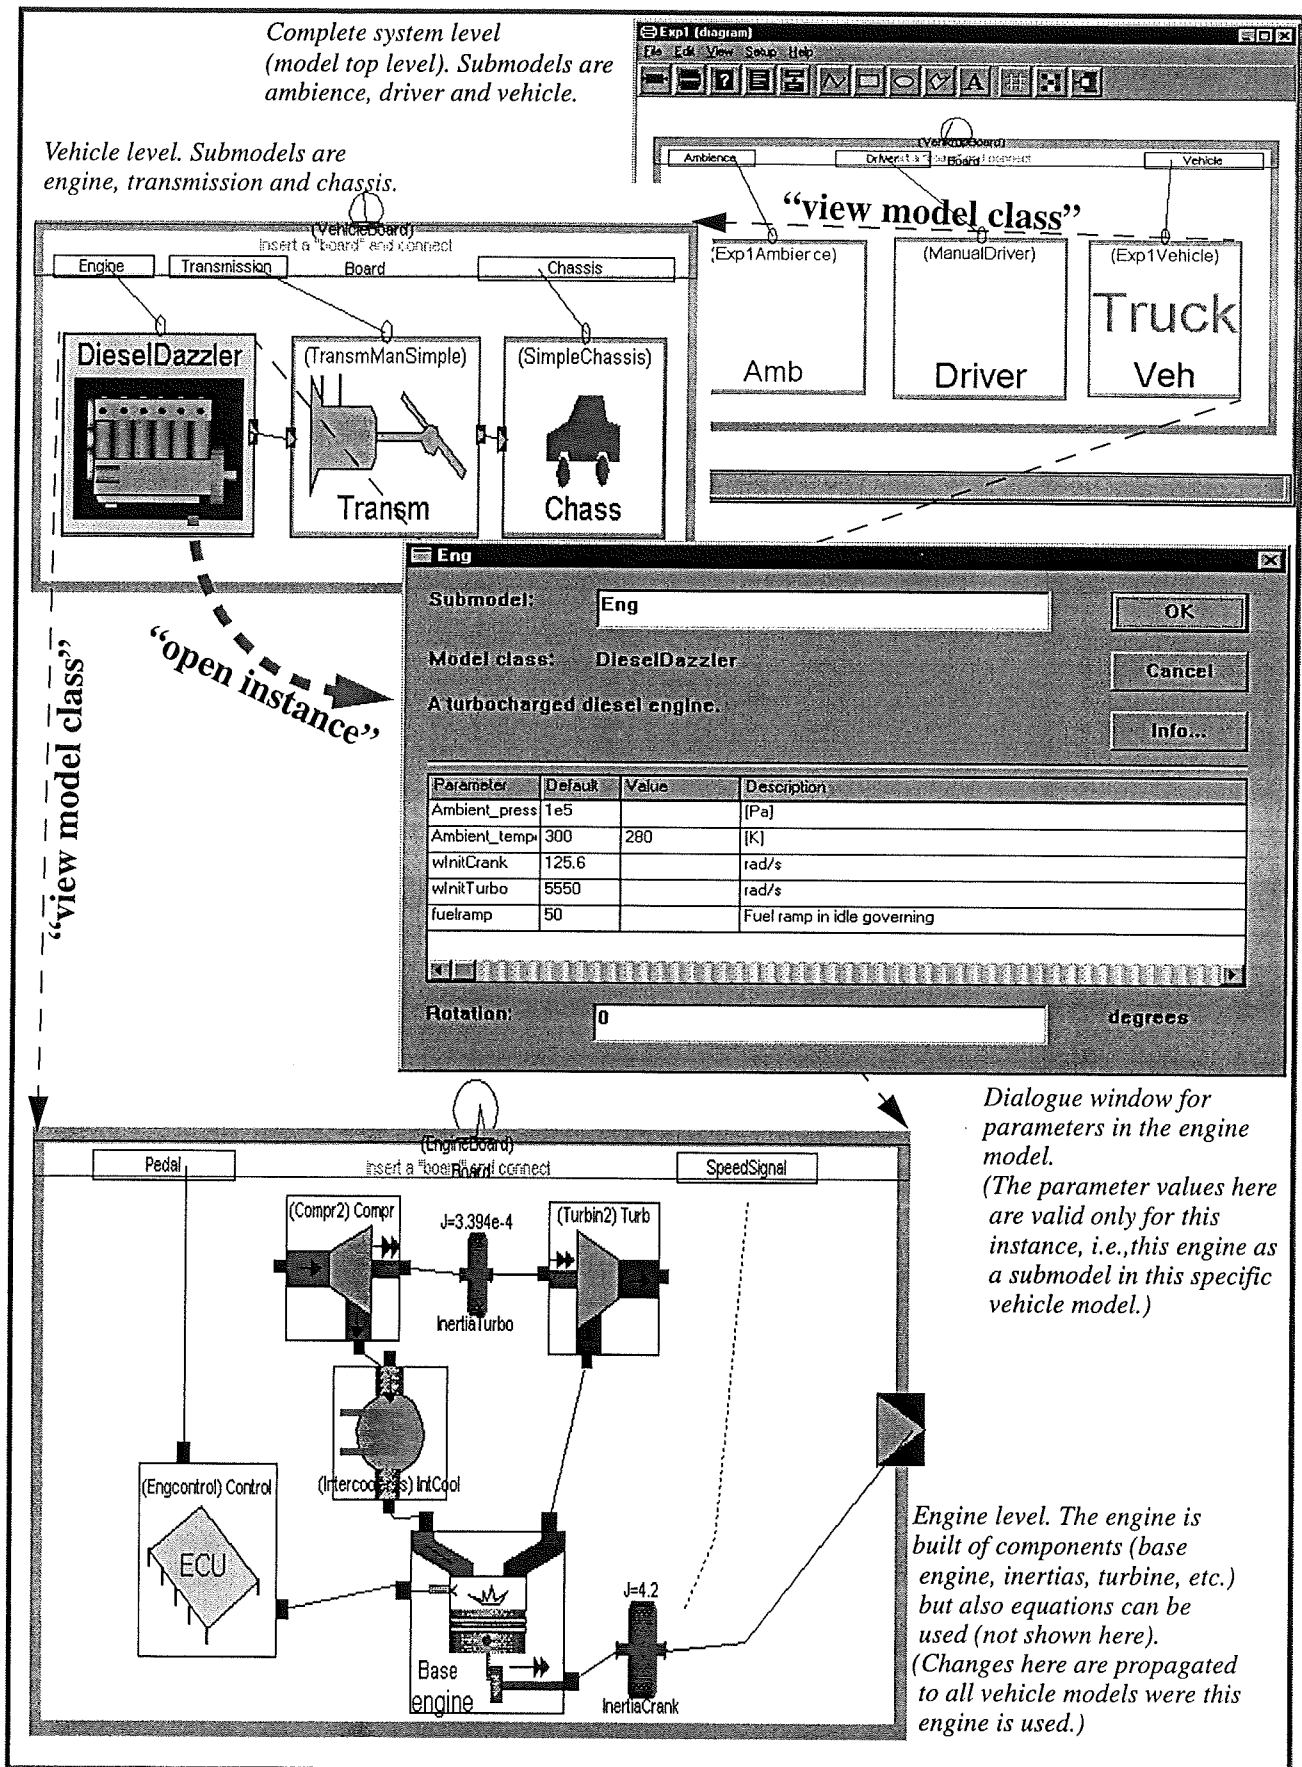 Complete system level
(model top level). Submodels are
ambience, driver and vehicle.
Exp1 (diagram)
File Edit View Setup Help
A
Vehicle level. Submodels are
engine, transmission and chassis.
Ambience
Driver
Board
Vehicle
"view model class"
(Exp1Ambierce)
Amb
(ManualDriver)
Driver
(Exp1Vehicle)
Truck
Veh
(VehicleBoard)
Insert a "board" and connect
Engine
Transmission
Board
Chassis
DieselDazzler
(TransmManSimple)
Transm
(SimpleChassis)
Chass
"open instance"
"view model class"
Eng
Submodel: Eng
OK
Model class: DieselDazzler
Cancel
A turbocharged diesel engine.
Info...
Parameter Default Value Description
Ambient_press 1e5 [Pa]
Ambient_temp 300 280 [K]
wInitCrank 125.6 rad/s
wInitTurbo 5550 rad/s
fuelramp 50 Fuel ramp in idle governing
Rotation: 0 degrees
Dialogue window for
parameters in the engine
model.
(The parameter values here
are valid only for this
instance, i.e.,this engine as
a submodel in this specific
vehicle model.)
(EngineBoard)
Insert a "board" and connect
Board
Pedal
SpeedSignal
(Compr2) Compr
J=3.394e-4
InertiaTurbo
(Turbin2) Turb
IntCool
(Engcontrol) Control
ECU
Base
engine
J=4.2
InertiaCrank
Engine level. The engine is
built of components (base
engine, inertias, turbine, etc.)
but also equations can be
used (not shown here).
(Changes here are propagated
to all vehicle models were this
engine is used.)